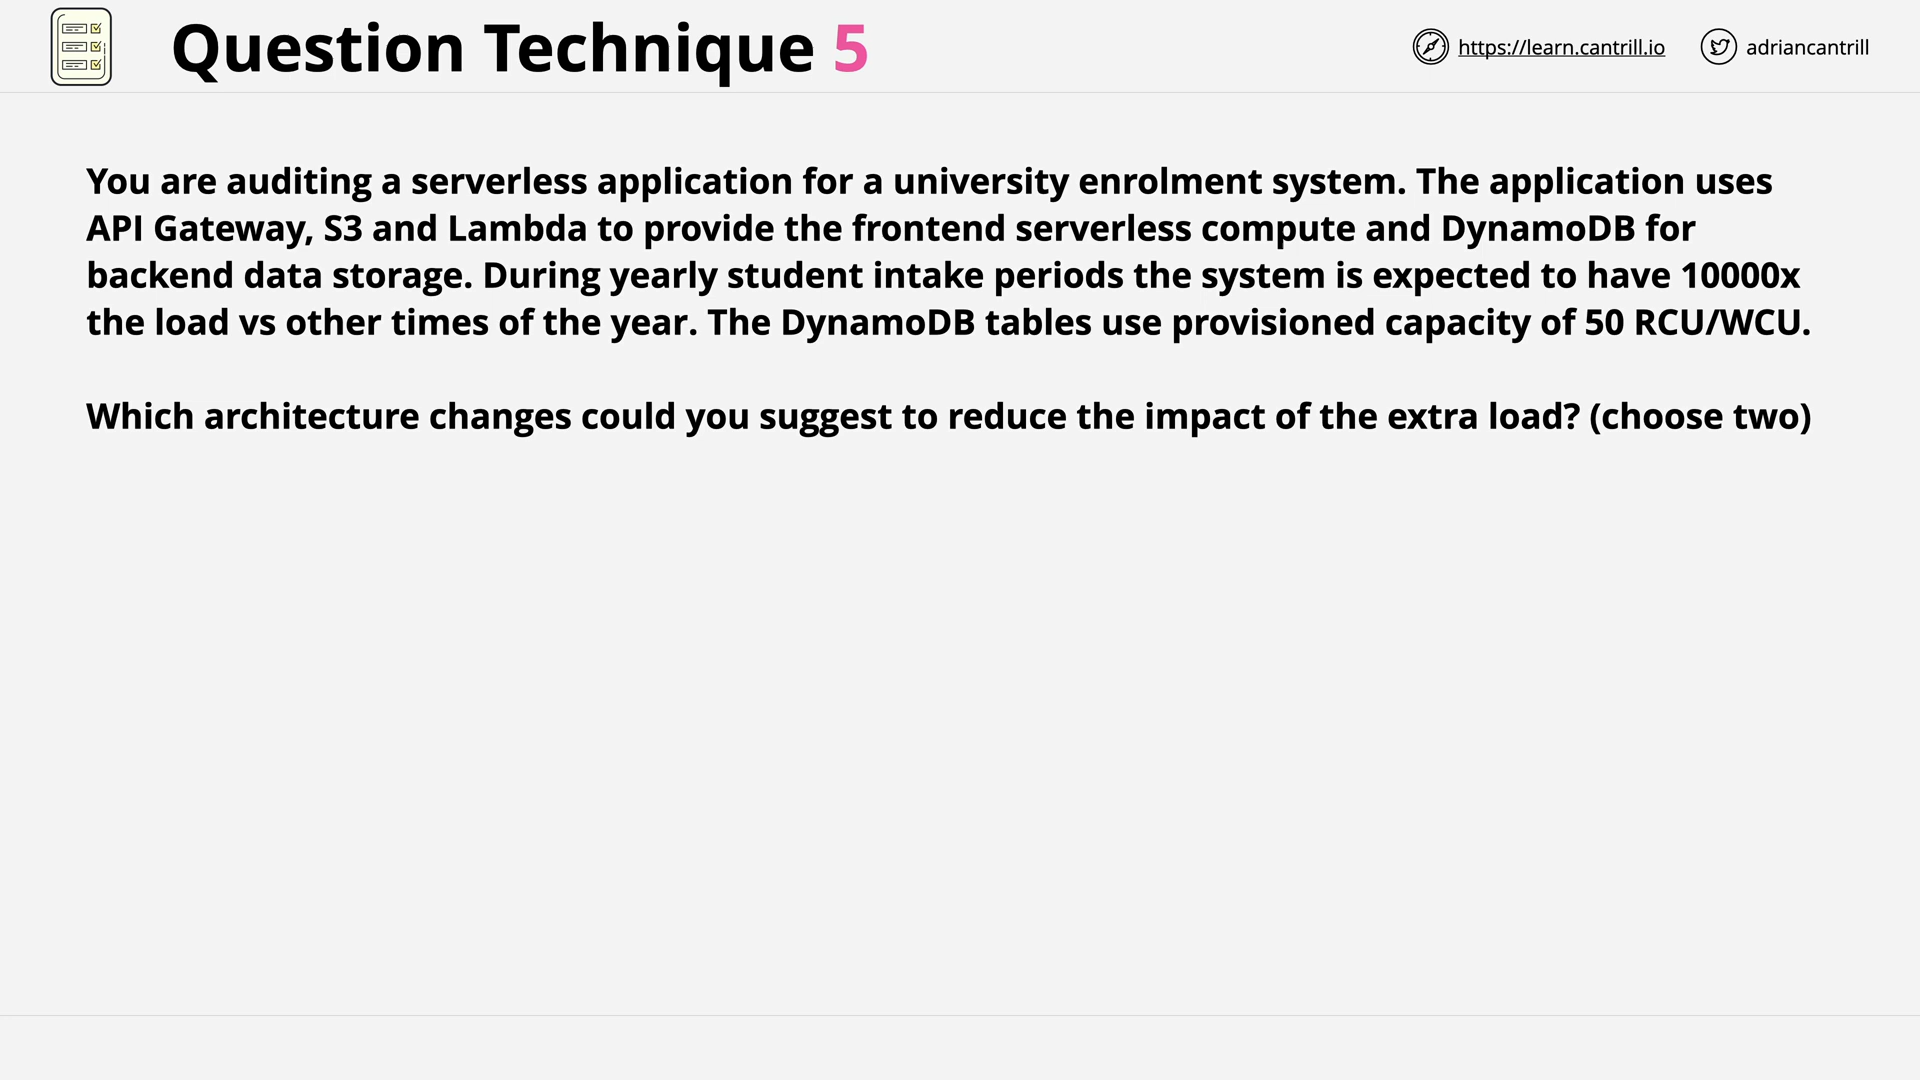 Question Technique 5
https://learn.cantrill.io
adriancantrill
You are auditing a serverless application for a university enrolment system. The application uses
API Gateway, S3 and Lambda to provide the frontend serverless compute and DynamoDB for
backend data storage. During yearly student intake periods the system is expected to have 10000x
the load vs other times of the year. The DynamoDB tables use provisioned capacity of 50 RCU/WCU.
Which architecture changes could you suggest to reduce the impact of the extra load? (choose two)